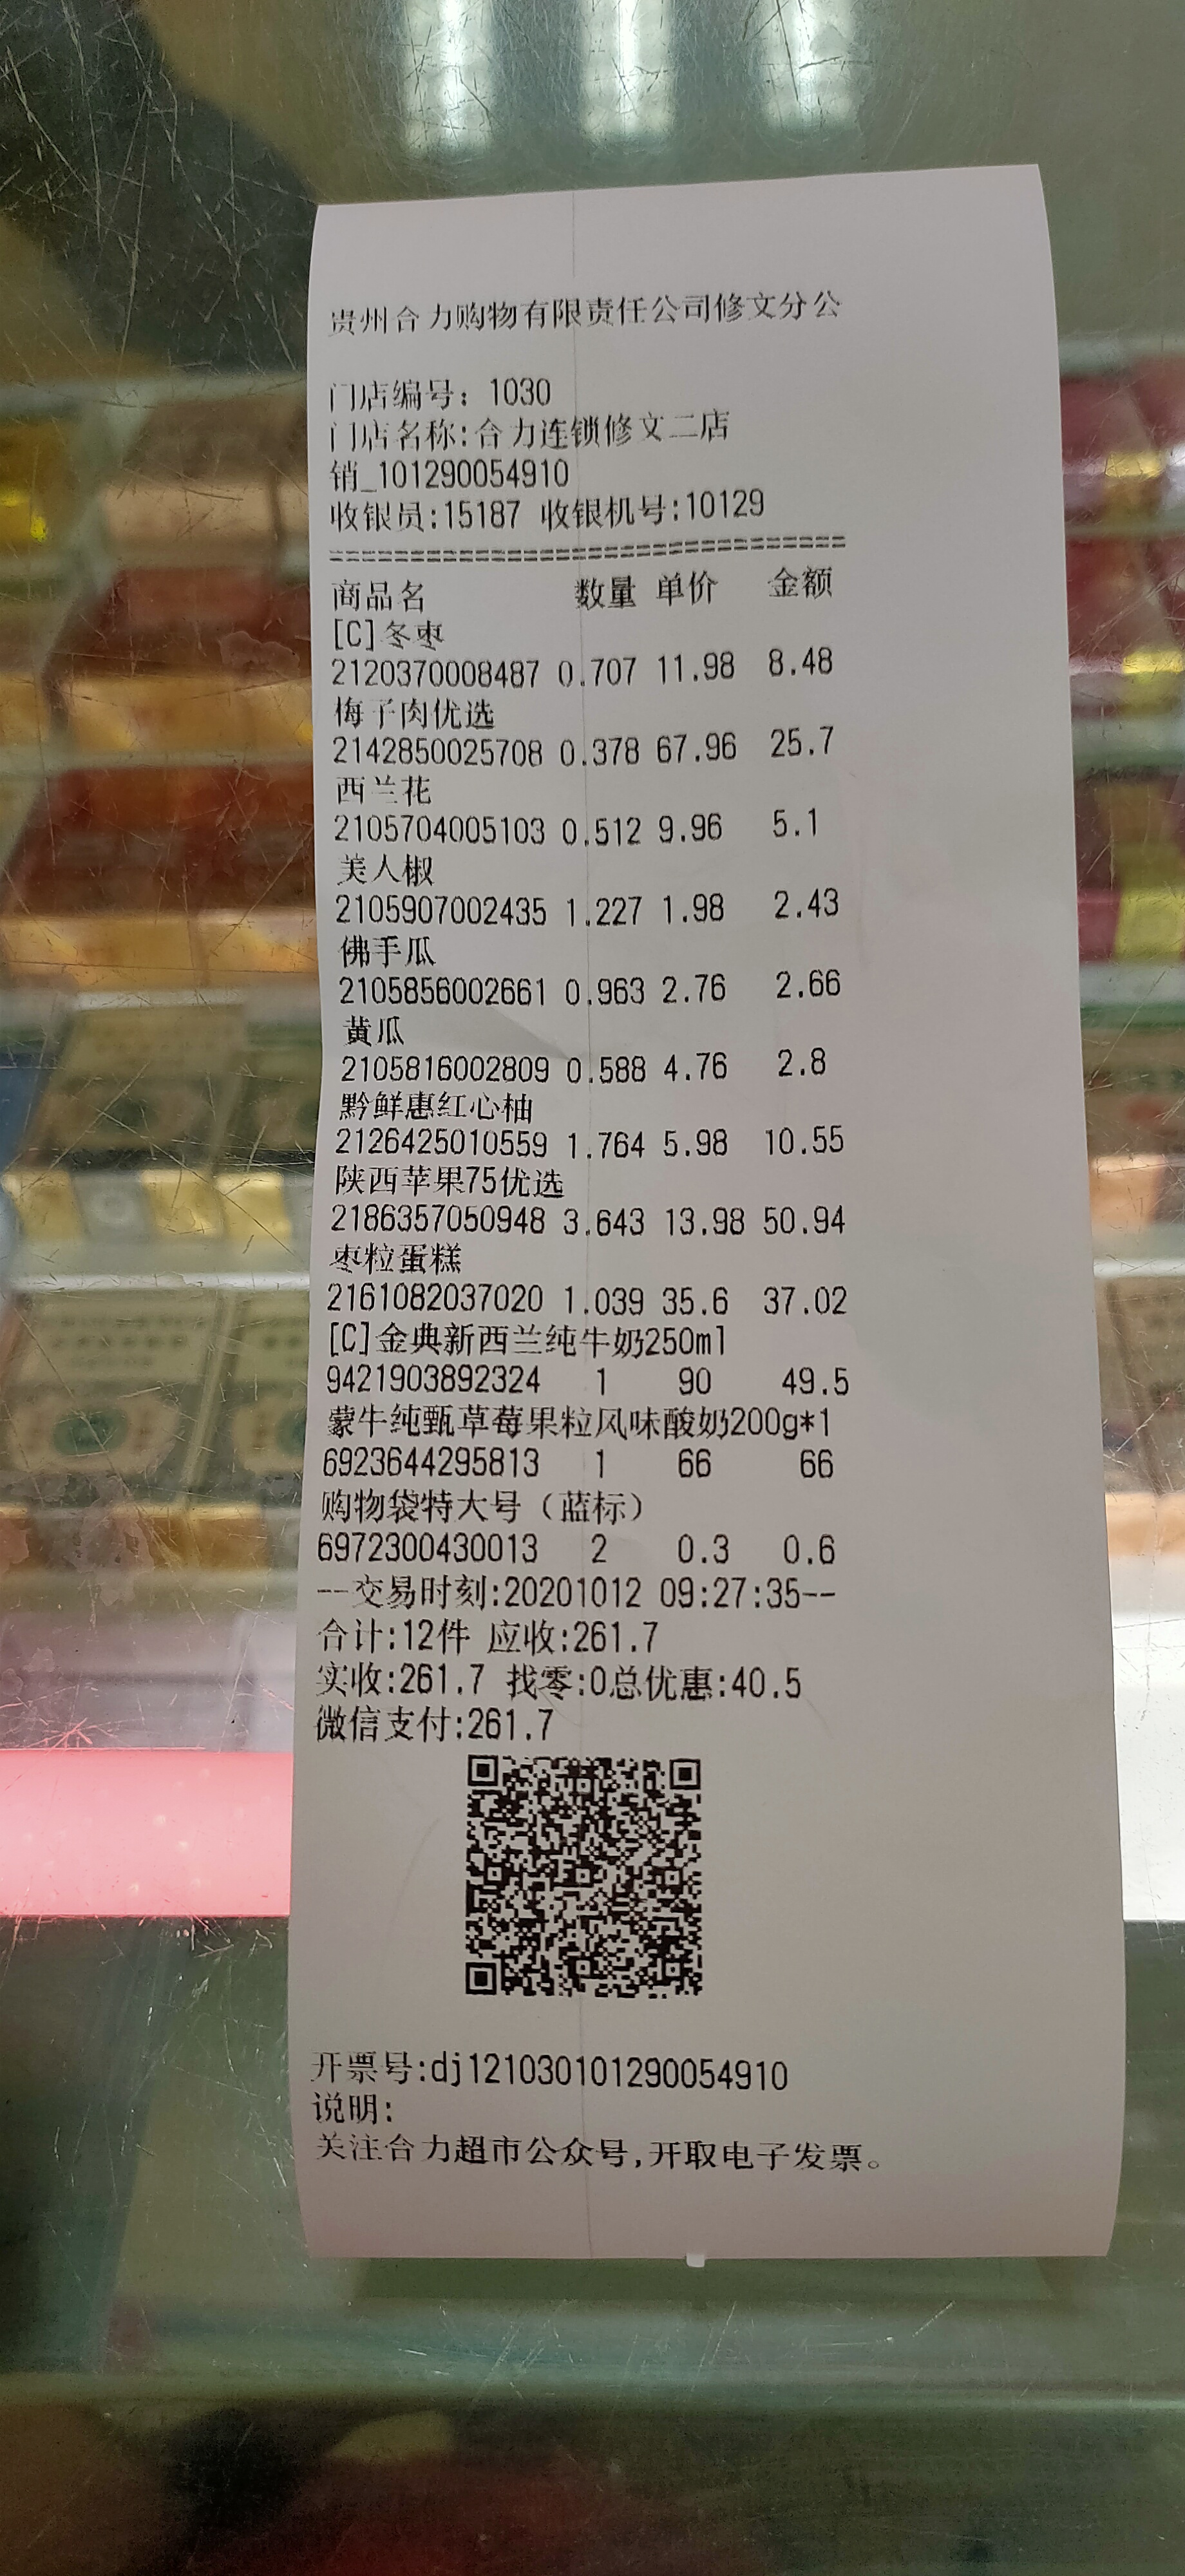 贵州合力购物有限责任公司修文分公
门店编号：1030
门店名称:合力连锁修文二店
销_101290054910
收银员:15187 收银机号:10129
================================
商品名 数量 单价 金额
[C]冬枣
2120370008487 0.707 11.98 8.48
梅子肉优选
2142850025708 0.378 67.96 25.7
西兰花
2105704005103 0.512 9.96 5.1
美人椒
2105907002435 1.227 1.98 2.43
佛手瓜
2105856002661 0.963 2.76 2.66
黄瓜
2105816002809 0.588 4.76 2.8
黔鲜惠红心柚
2126425010559 1.764 5.98 10.55
陕西苹果75优选
2186357050948 3.643 13.98 50.94
枣粒蛋糕
2161082037020 1.039 35.6 37.02
[C]金典新西兰纯牛奶250ml
9421903892324 1 90 49.5
蒙牛纯甄草莓果粒风味酸奶200g*1
6923644295813 1 66 66
购物袋特大号（蓝标）
6972300430013 2 0.3 0.6
--交易时刻:20201012 09:27:35--
合计:12件 应收:261.7
实收:261.7 找零:0总优惠:40.5
微信支付:261.7
开票号:dj121030101290054910
说明:
关注合力超市公众号,开取电子发票。